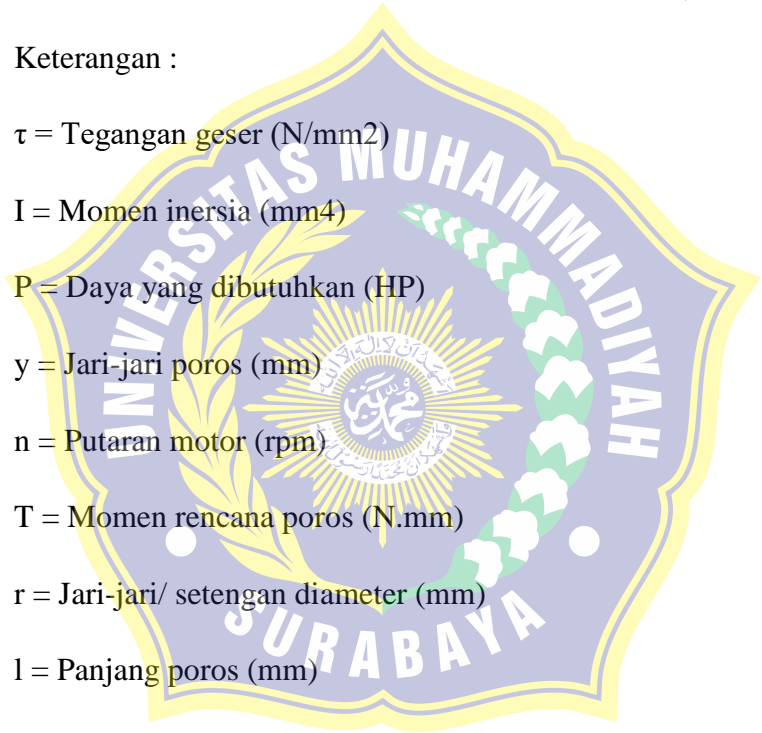 Keterangan :
τ = Tegangan geser (N/mm2)
I = Momen inersia (mm4)
P = Daya yang dibutuhkan (HP)
y = Jari-jari poros (mm)
n = Putaran motor (rpm)
T = Momen rencana poros (N.mm)
r = Jari-jari/ setengan diameter (mm)
l = Panjang poros (mm)
UNIVERSITAS MUHAMMADIYAH
SURABAYA